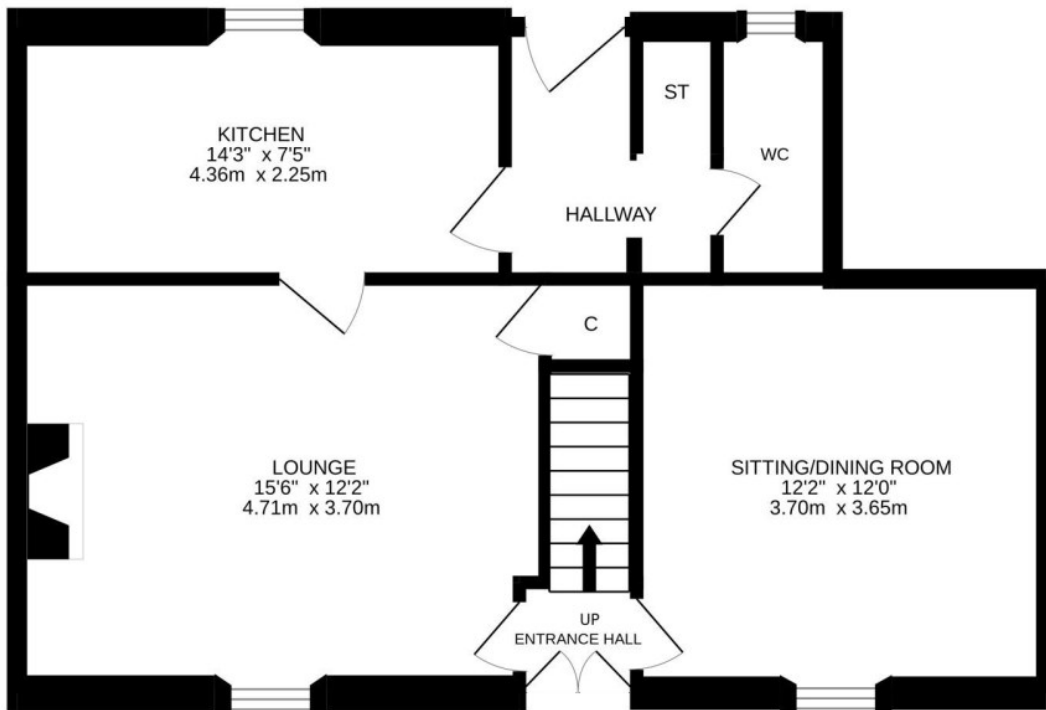 KITCHEN
14'3" x 7'5"
4.36m x 2.25m
ST
WC
HALLWAY
C
LOUNGE
15'6" x 12'2"
4.71m x 3.70m
SITTING/DINING ROOM
12'2" x 12'0"
3.70m x 3.65m
UP
ENTRANCE HALL